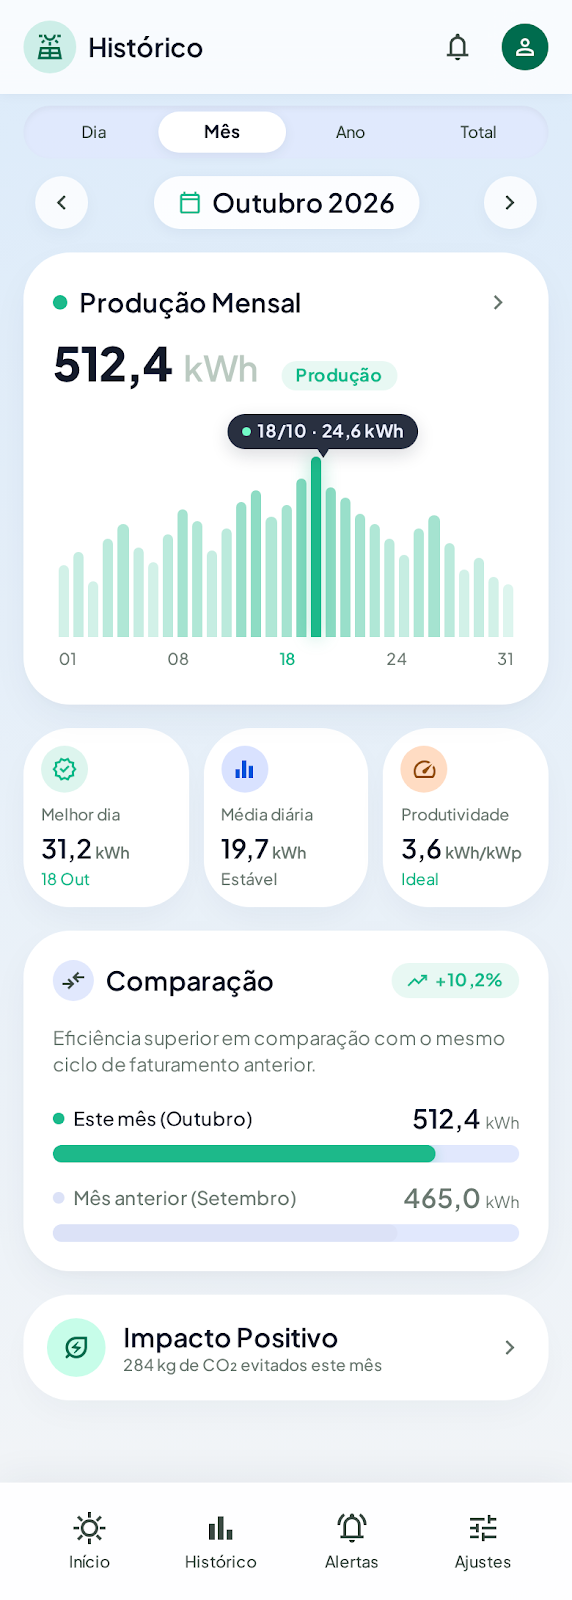 Histórico
Dia Mês Ano Total
Outubro 2026
Produção Mensal
512,4 kWh Produção
18/10 · 24,6 kWh
01 08 18 24 31
Melhor dia
31,2 kWh
18 Out
Média diária
19,7 kWh
Estável
Produtividade
3,6 kWh/kWp
Ideal
Comparação +10,2%
Eficiência superior em comparação com o mesmo
ciclo de faturamento anterior.
Este mês (Outubro) 512,4 kWh
Mês anterior (Setembro) 465,0 kWh
Impacto Positivo
284 kg de CO₂ evitados este mês
Início Histórico Alertas Ajustes